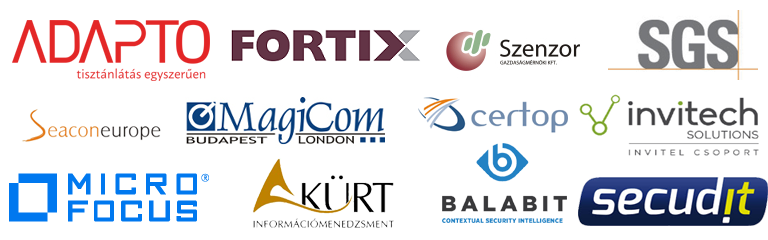 ADAPTO
tisztánlátás egyszerűen
FORTIX
Szenzor
GAZDASÁGMÉRNÖKI KFT.
SGS
Seaconeurope
MagiCom
BUDAPEST LONDON
certop
invitech
SOLUTIONS
INVITEL CSOPORT
MICRO®
FOCUS
KÜRT
INFORMÁCIÓMENEDZSMENT
BALABIT
CONTEXTUAL SECURITY INTELLIGENCE
secudit